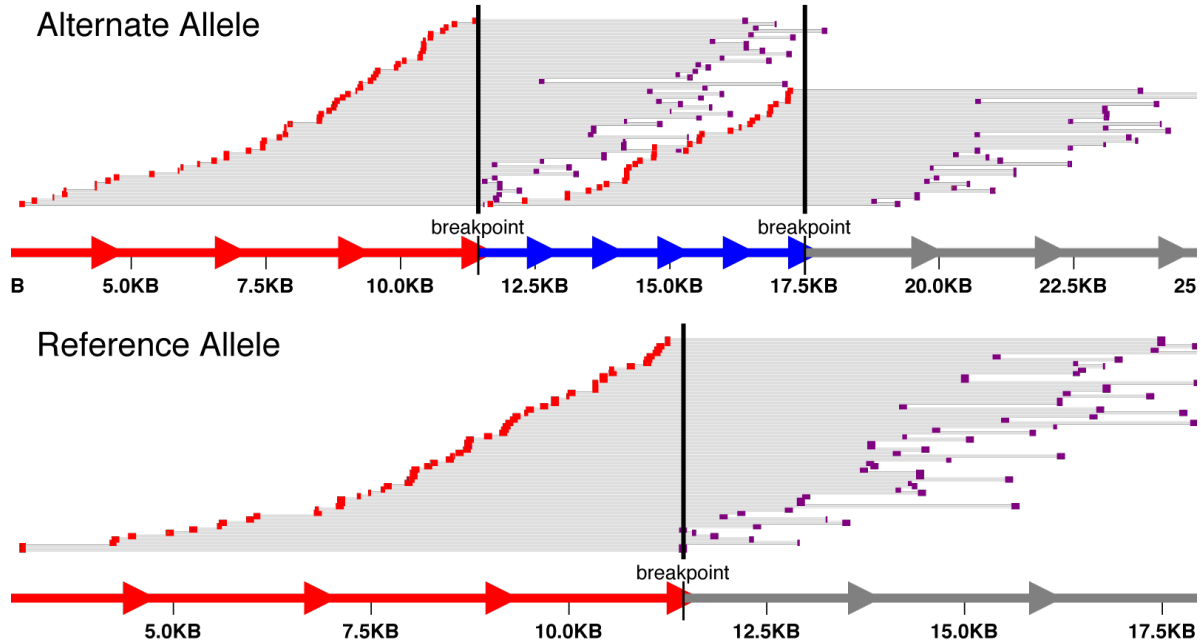 Alternate Allele
breakpoint breakpoint
B 5.0KB 7.5KB 10.0KB 12.5KB 15.0KB 17.5KB 20.0KB 22.5KB 25
Reference Allele
breakpoint
5.0KB 7.5KB 10.0KB 12.5KB 15.0KB 17.5KB